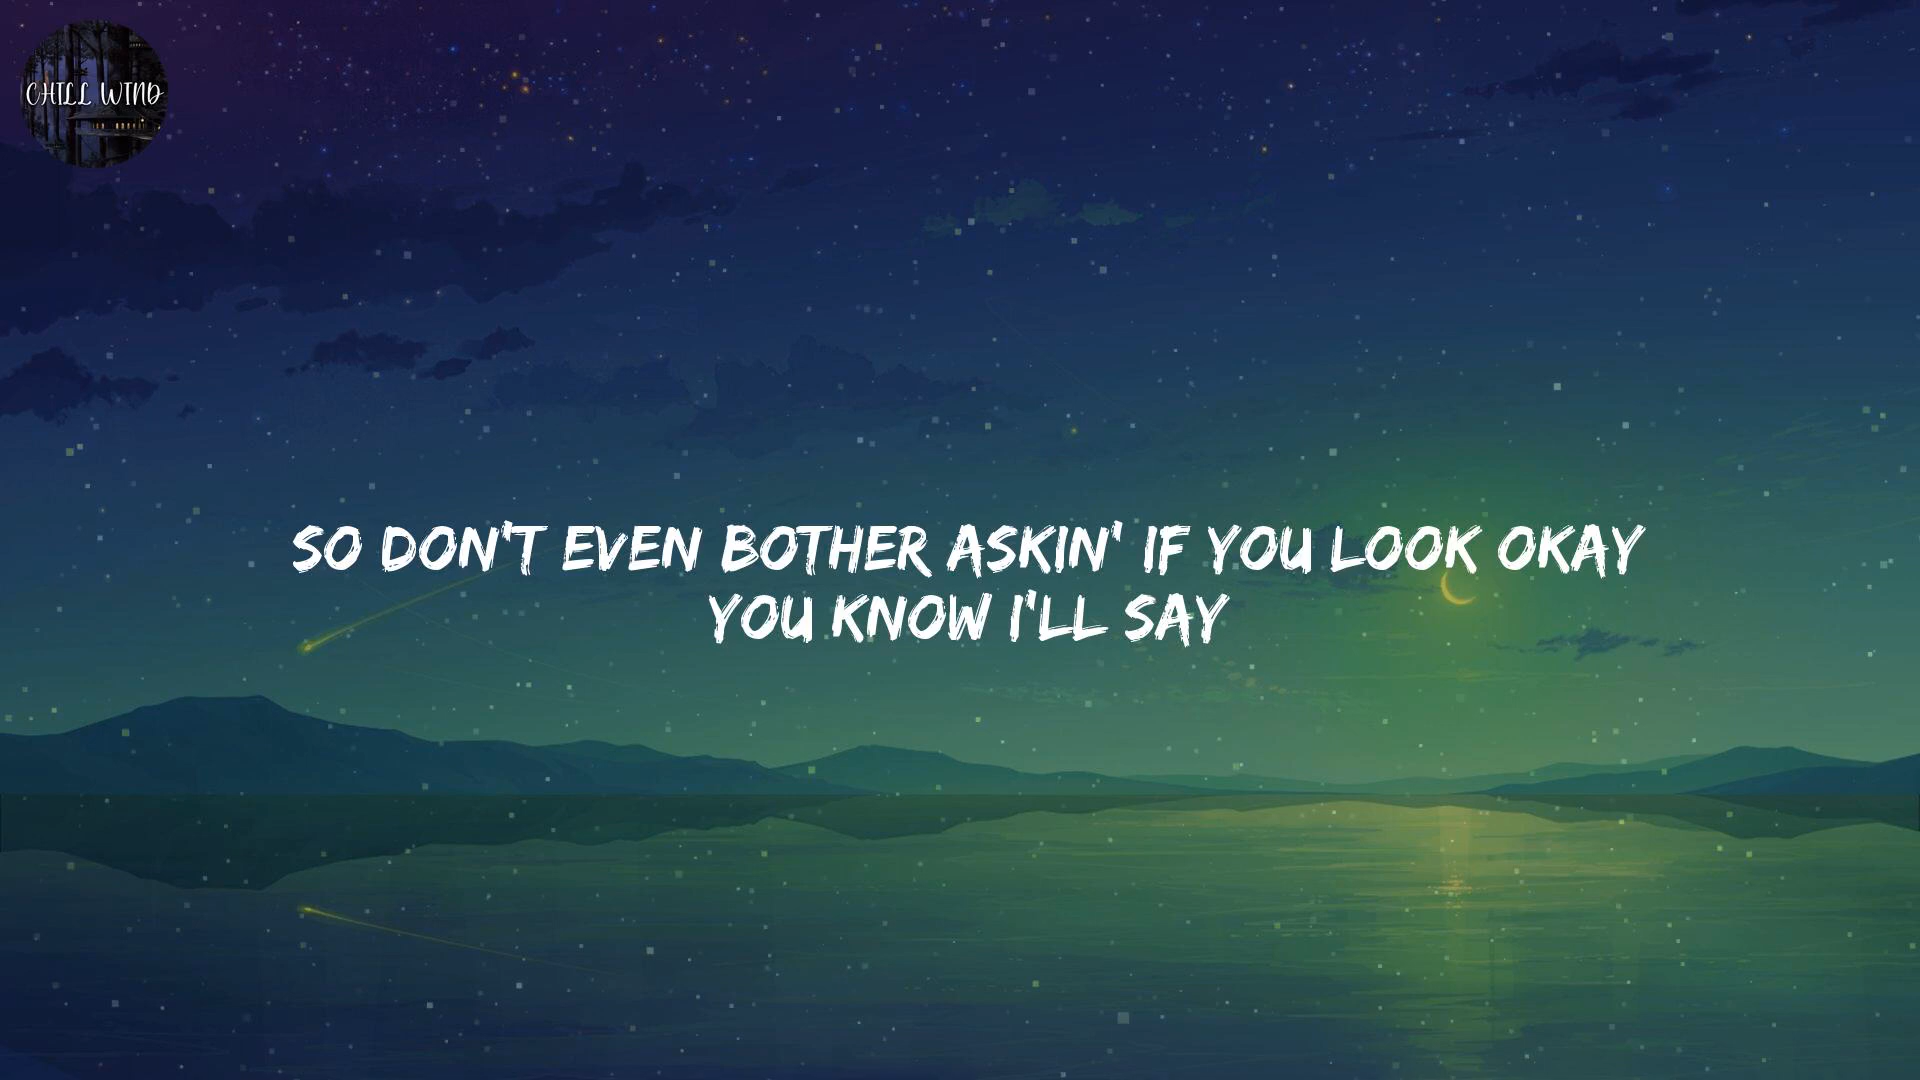 CHILL WIND
SO DON'T EVEN BOTHER ASKIN' IF YOU LOOK OKAY
YOU KNOW I'LL SAY